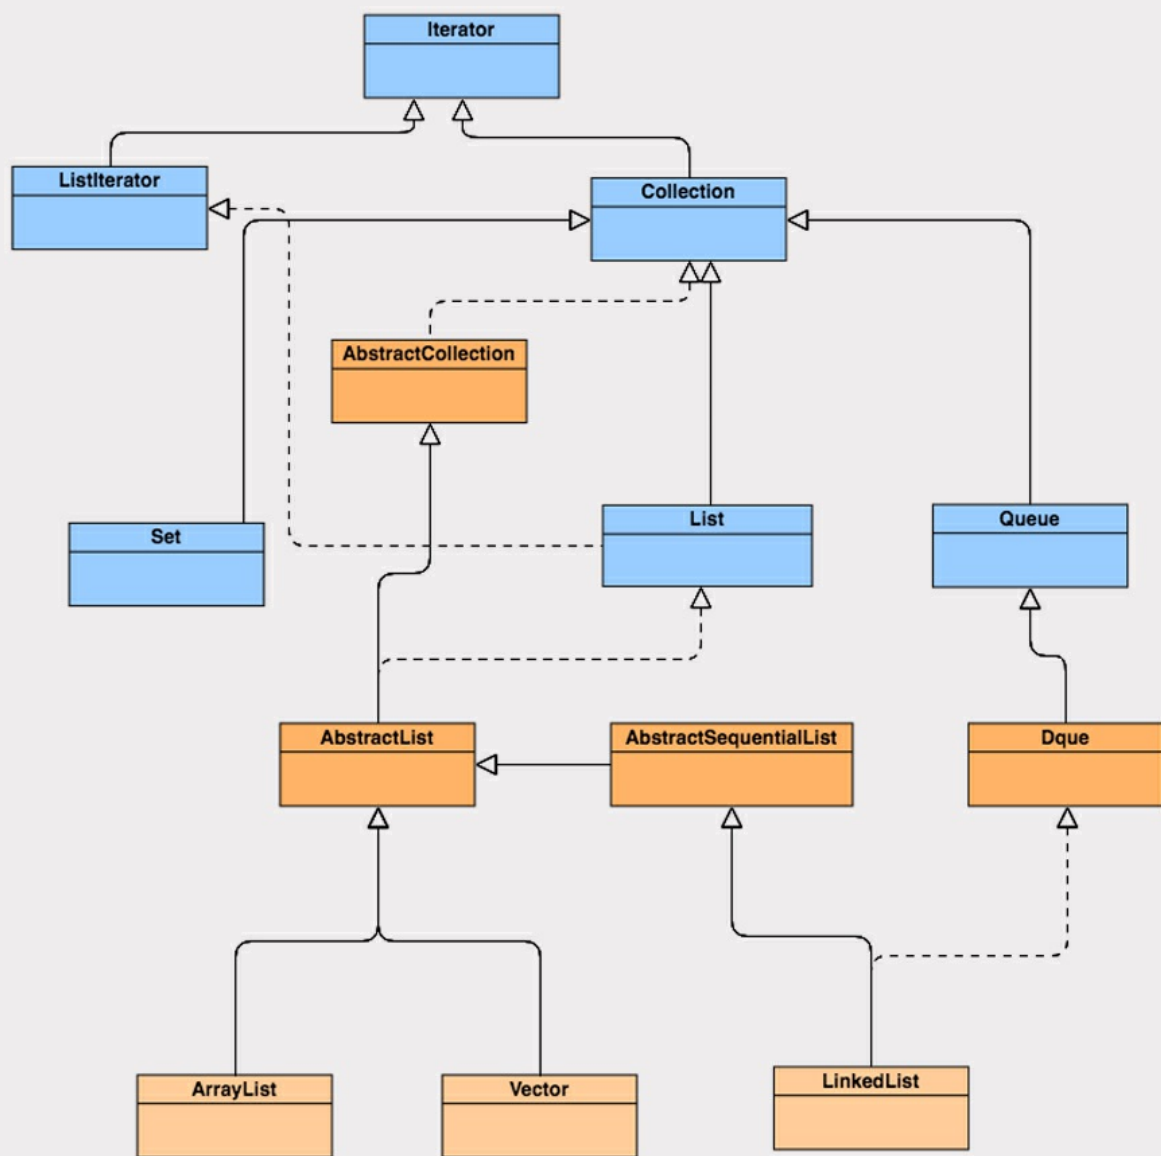 Iterator
ListIterator
Collection
AbstractCollection
Set
List
Queue
AbstractList
AbstractSequentialList
Dque
ArrayList
Vector
LinkedList